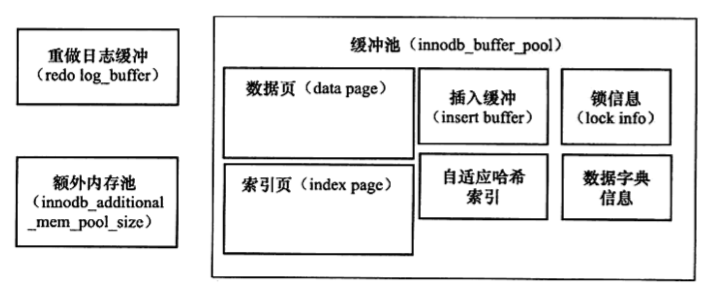 重做日志缓冲
（redo log_buffer）
额外内存池
（innodb_additional
_mem_pool_size）
缓冲池（innodb_buffer_pool）
数据页（data page）
插入缓冲
（insert buffer）
锁信息
（lock info）
索引页（index page）
自适应哈希
索引
数据字典
信息